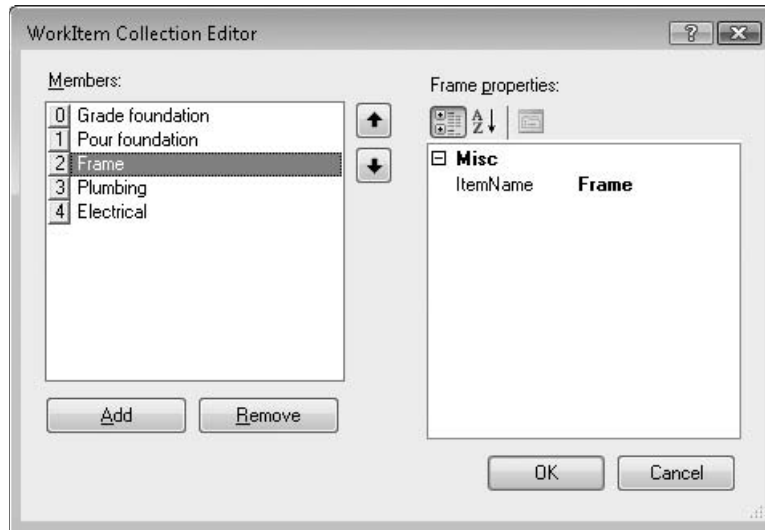 WorkItem Collection Editor
Members:
0 Grade foundation
1 Pour foundation
2 Frame
3 Plumbing
4 Electrical
Add Remove
Frame properties:
A
Z
Misc
ItemName Frame
OK Cancel